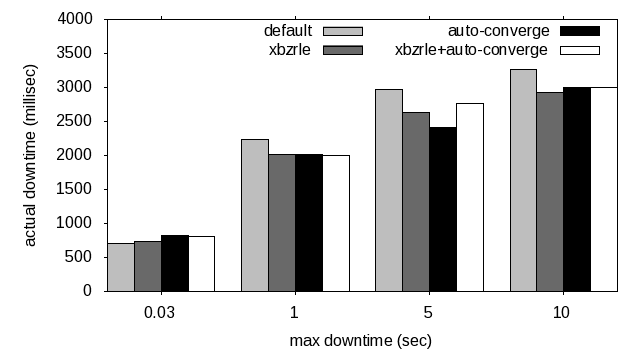 4000
3500
3000
2500
2000
1500
1000
500
0
actual downtime (millisec)
default
xbzrle
auto-converge
xbzrle+auto-converge
0.03 1 5 10
max downtime (sec)